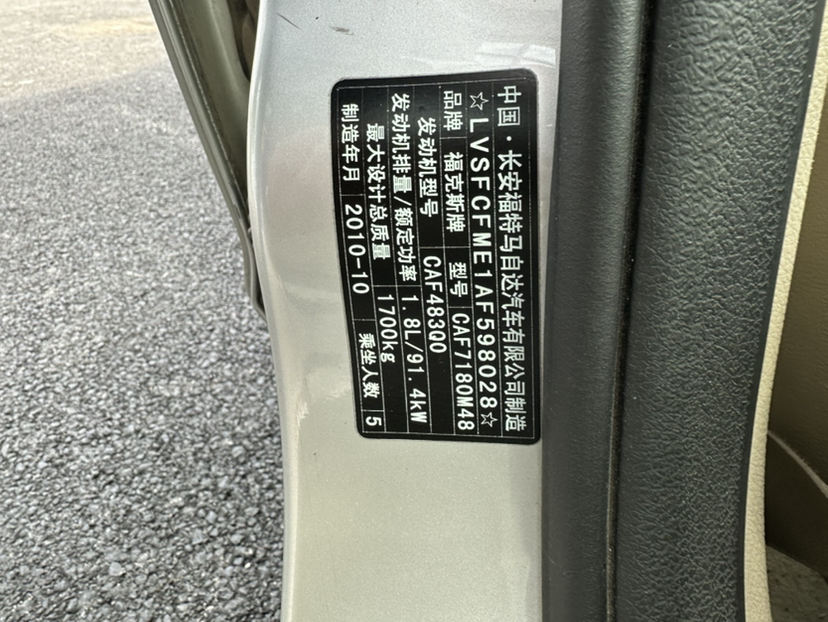 中国·长安福特马自达汽车有限公司制造
☆LVSFCFME1AF598028☆
品牌 福克斯牌 型号 CAF7180M48
发动机型号 CAF483Q0
发动机排量/额定功率 1.8L/91.4kW
最大设计总质量 1700kg
制造年月 2010-10 乘坐人数 5